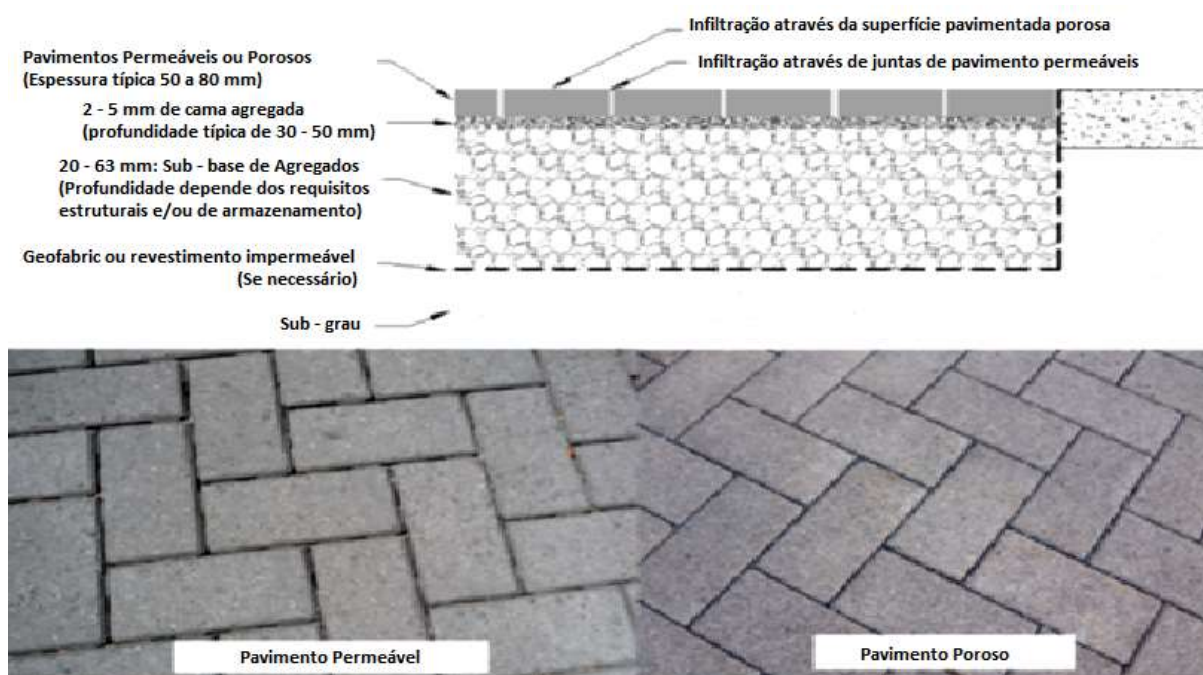 Infiltração através da superfície pavimentada porosa
Pavimentos Permeáveis ou Porosos
(Espessura típica 50 a 80 mm)
Infiltração através de juntas de pavimento permeáveis
2 - 5 mm de cama agregada
(profundidade típica de 30 - 50 mm)
20 - 63 mm: Sub - base de Agregados
(Profundidade depende dos requisitos
estruturais e/ou de armazenamento)
Geofabric ou revestimento impermeável
(Se necessário)
Sub - grau
Pavimento Permeável
Pavimento Poroso